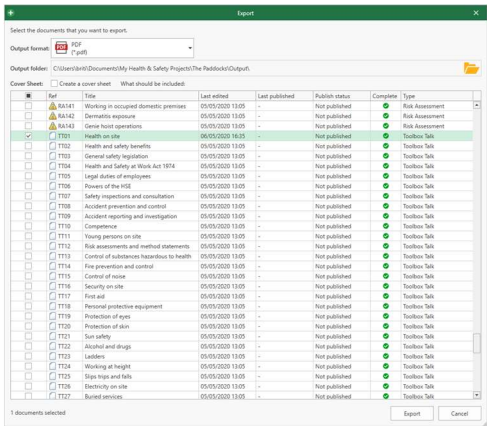 Export
Select the documents that you want to export.
Output format: PDF PDF (*.pdf)
Output folder: C:\Users\briti\Documents\My Health & Safety Projects\The Paddocks\Output\
Cover Sheet: Create a cover sheet What should be included:
Ref Title Last edited Last published Publish status Complete Type
RA141 Working in occupied domestic premises 05/05/2020 13:05 - Not published Risk Assessment
RA142 Dermatitis exposure 05/05/2020 13:05 - Not published Risk Assessment
RA143 Genie hoist operations 05/05/2020 13:05 - Not published Risk Assessment
TT01 Health on site 06/05/2020 16:35 - Not published Toolbox Talk
TT02 Health and safety benefits 05/05/2020 13:05 - Not published Toolbox Talk
TT03 General safety legislation 05/05/2020 13:05 - Not published Toolbox Talk
TT04 Health and Safety at Work Act 1974 05/05/2020 13:05 - Not published Toolbox Talk
TT05 Legal duties of employees 05/05/2020 13:05 - Not published Toolbox Talk
TT06 Powers of the HSE 05/05/2020 13:05 - Not published Toolbox Talk
TT07 Safety inspections and consultation 05/05/2020 13:05 - Not published Toolbox Talk
TT08 Accident prevention and control 05/05/2020 13:05 - Not published Toolbox Talk
TT09 Accident reporting and investigation 05/05/2020 13:05 - Not published Toolbox Talk
TT10 Competence 05/05/2020 13:05 - Not published Toolbox Talk
TT11 Young persons on site 05/05/2020 13:05 - Not published Toolbox Talk
TT12 Risk assessments and method statements 05/05/2020 13:05 - Not published Toolbox Talk
TT13 Control of substances hazardous to health 05/05/2020 13:05 - Not published Toolbox Talk
TT14 Fire prevention and control 05/05/2020 13:05 - Not published Toolbox Talk
TT15 Control of noise 05/05/2020 13:05 - Not published Toolbox Talk
TT16 Security on site 05/05/2020 13:05 - Not published Toolbox Talk
TT17 First aid 05/05/2020 13:05 - Not published Toolbox Talk
TT18 Personal protective equipment 05/05/2020 13:05 - Not published Toolbox Talk
TT19 Protection of eyes 05/05/2020 13:05 - Not published Toolbox Talk
TT20 Protection of skin 05/05/2020 13:05 - Not published Toolbox Talk
TT21 Sun safety 05/05/2020 13:05 - Not published Toolbox Talk
TT22 Alcohol and drugs 05/05/2020 13:05 - Not published Toolbox Talk
TT23 Ladders 05/05/2020 13:05 - Not published Toolbox Talk
TT24 Working at height 05/05/2020 13:05 - Not published Toolbox Talk
TT25 Slips trips and falls 05/05/2020 13:05 - Not published Toolbox Talk
TT26 Electricity on site 05/05/2020 13:05 - Not published Toolbox Talk
TT27 Buried services 05/05/2020 13:05 - Not published Toolbox Talk
1 documents selected Export Cancel